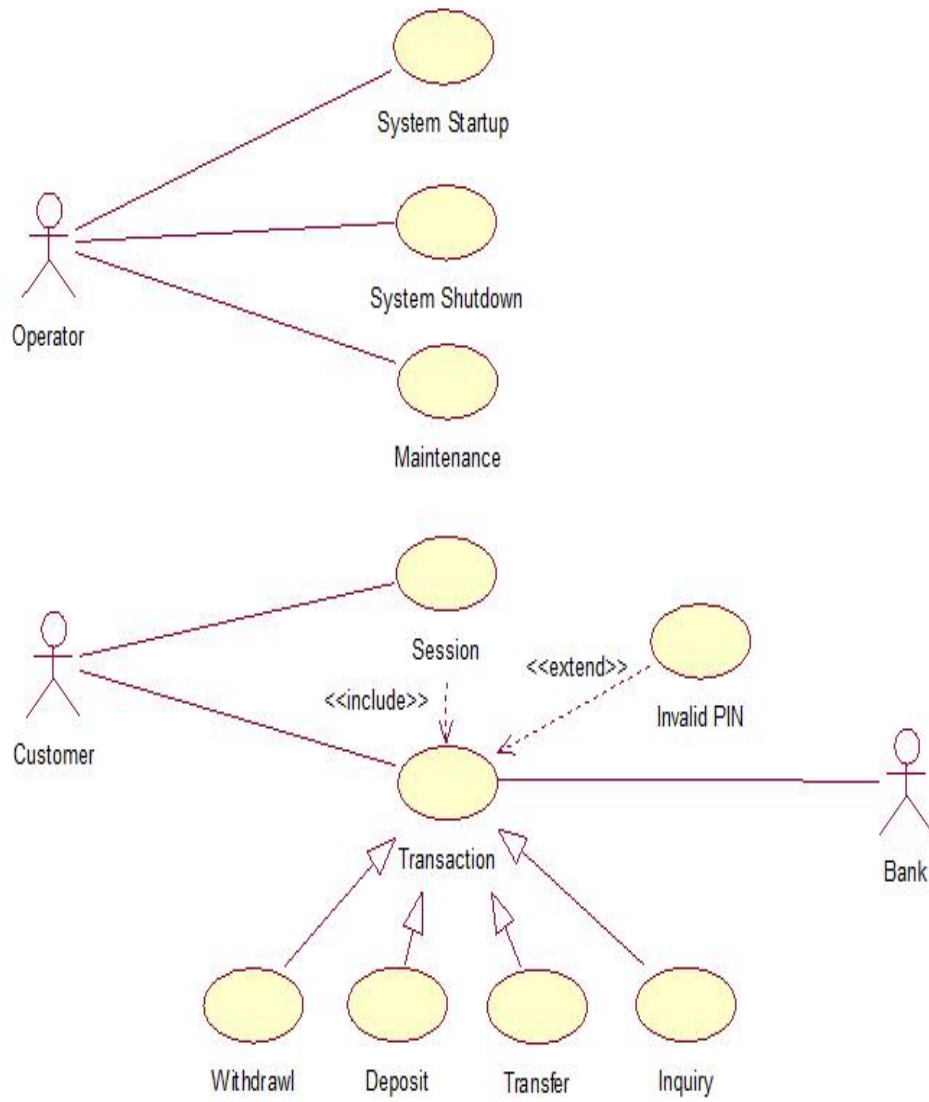 System Startup
System Shutdown
Operator
Maintenance
Session
<<include>>
<<extend>>
Invalid PIN
Customer
Transaction
Bank
Withdrawl
Deposit
Transfer
Inquiry